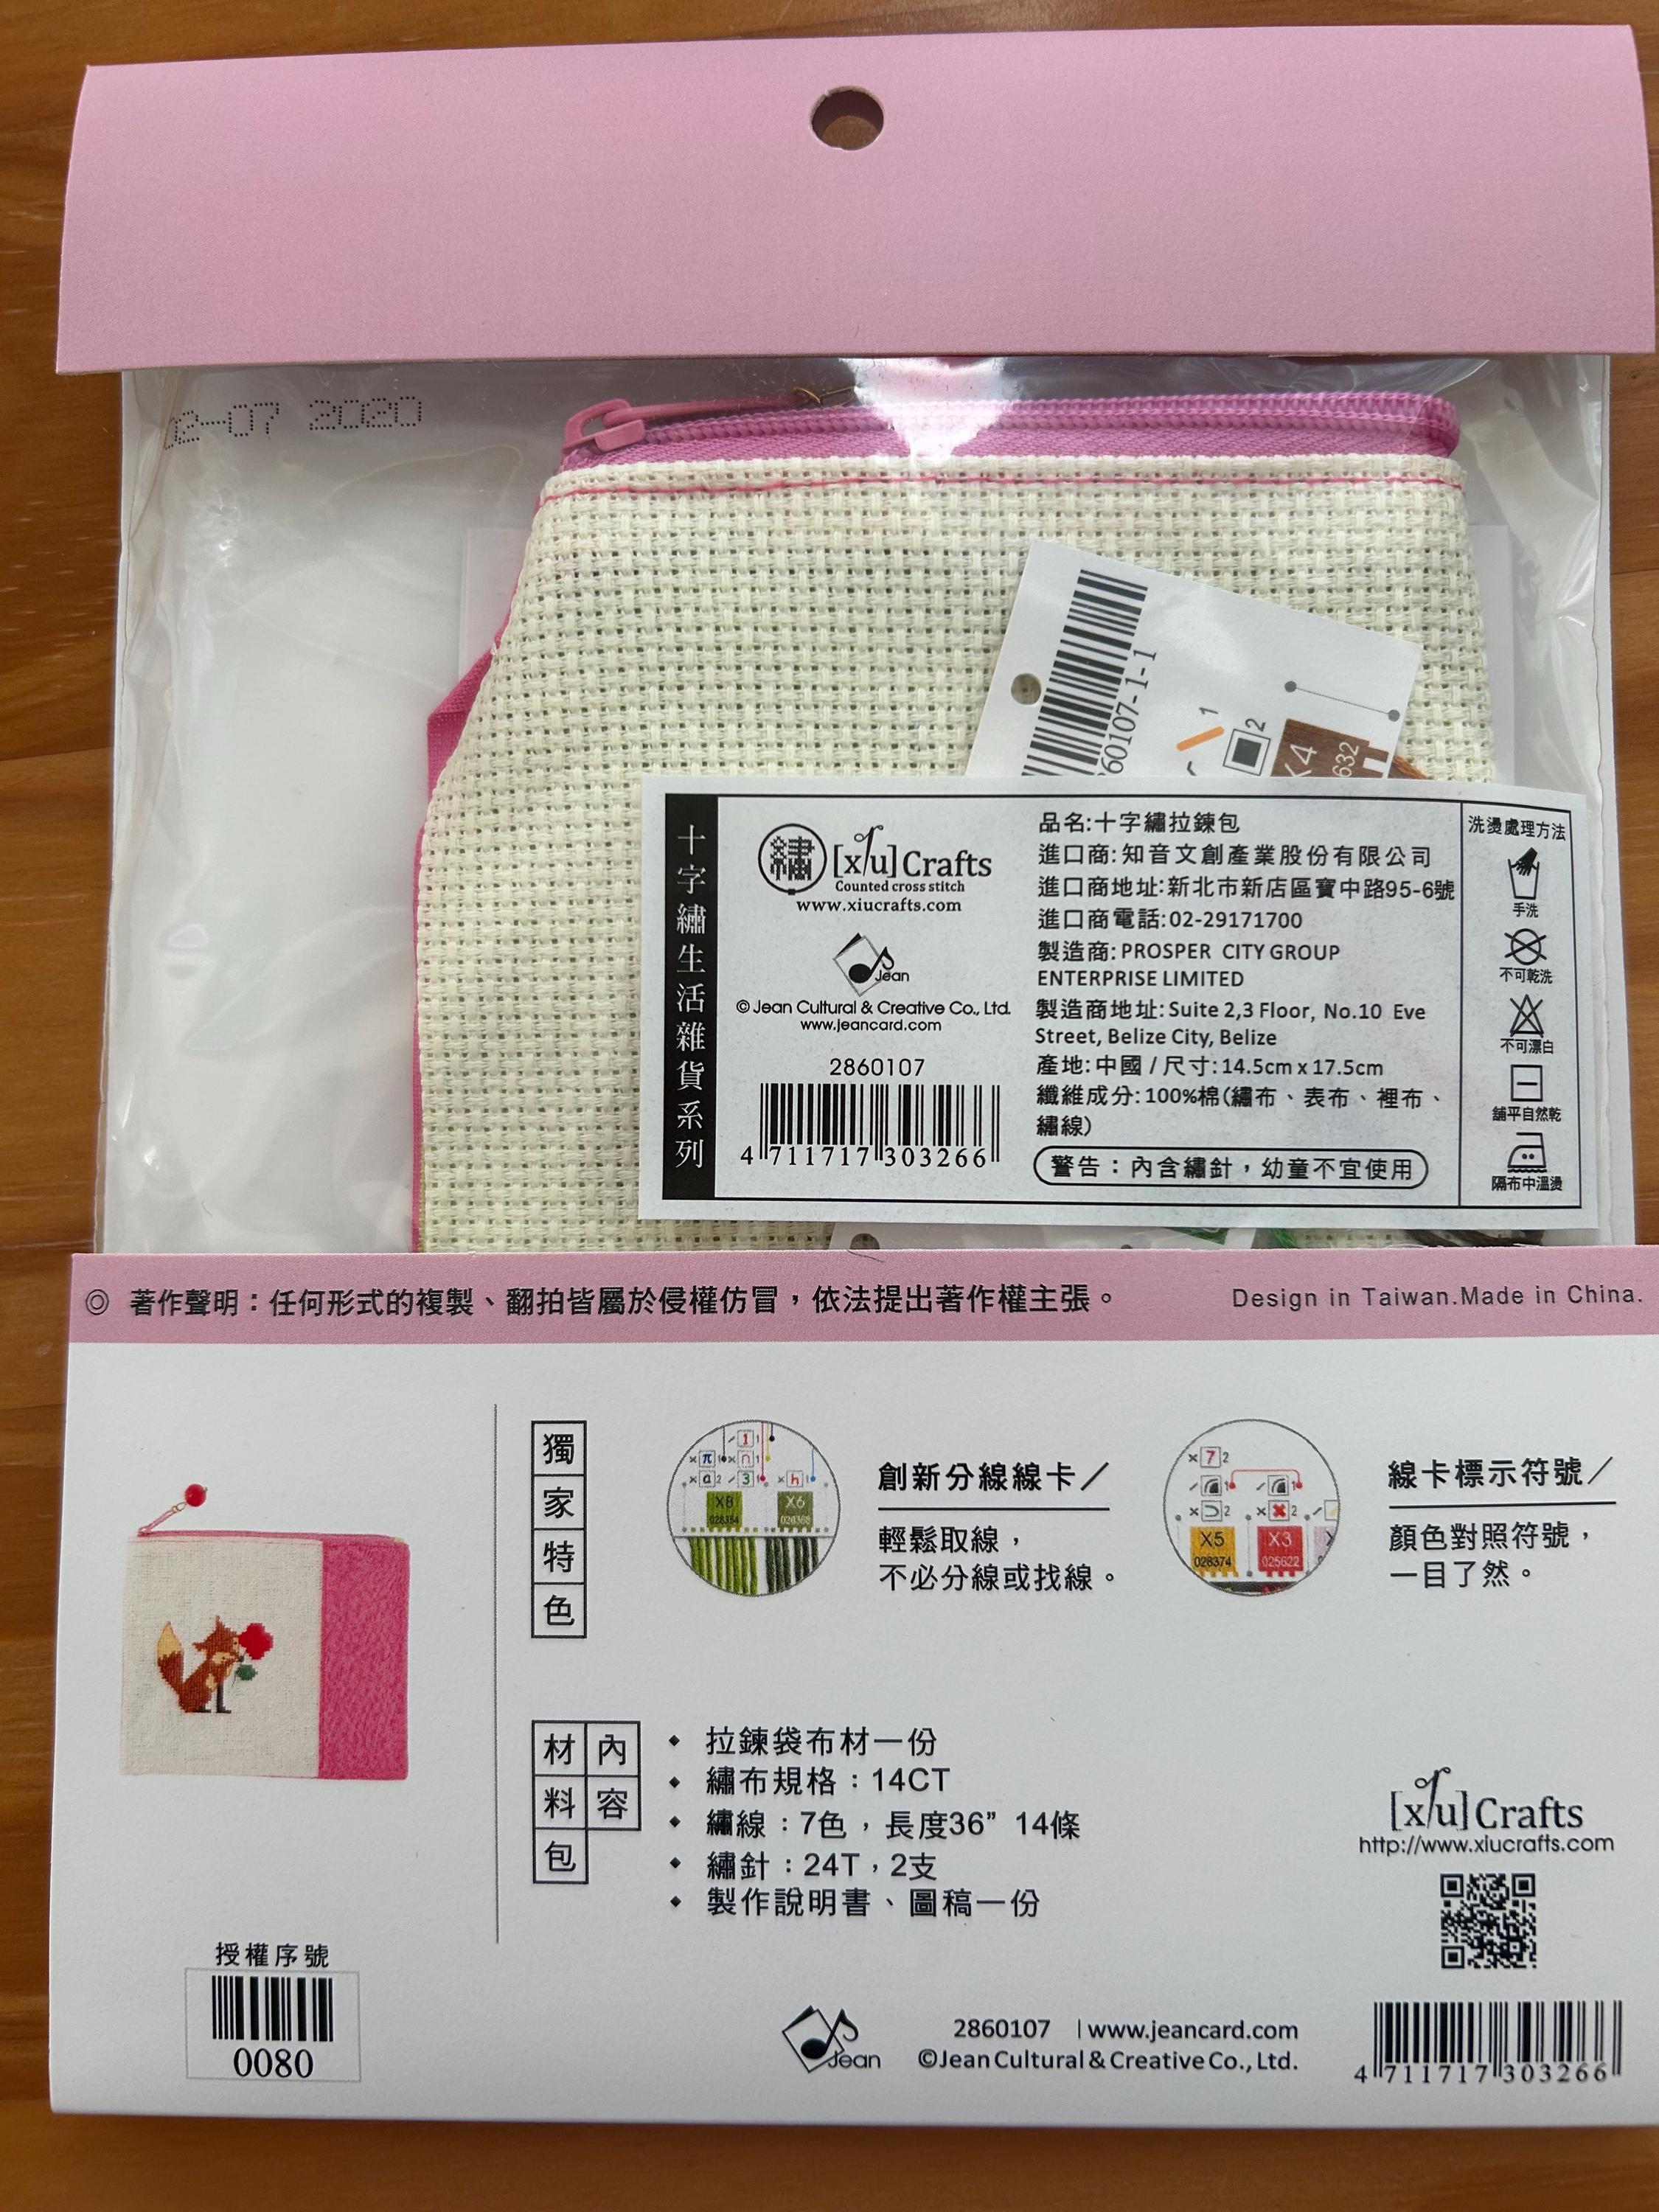 02-07 2020
60107-1-1
1
2
X4
632
十字繡生活雜貨系列
繡 [xiu]Crafts
Counted cross stitch
www.xiucrafts.com
Jean
© Jean Cultural & Creative Co., Ltd.
www.jeancard.com
2860107
4 711717 303266
品名:十字繡拉鍊包
進口商:知音文創產業股份有限公司
進口商地址:新北市新店區寶中路95-6號
進口商電話:02-29171700
製造商:PROSPER CITY GROUP
ENTERPRISE LIMITED
製造商地址:Suite 2,3 Floor, No.10 Eve
Street, Belize City, Belize
產地:中國 / 尺寸:14.5cm x 17.5cm
纖維成分:100%棉(繡布、表布、裡布、
繡線)
警告：內含繡針，幼童不宜使用
洗燙處理方法
手洗
不可乾洗
不可漂白
舖平自然乾
隔布中溫燙
◎ 著作聲明：任何形式的複製、翻拍皆屬於侵權仿冒，依法提出著作權主張。
Design in Taiwan.Made in China.
獨家特色
X8 X6
028354
創新分線線卡／
輕鬆取線，
不必分線或找線。
X5 X3
028374 025622
線卡標示符號／
顏色對照符號，
一目了然。
材料包內容
◆ 拉鍊袋布材一份
◆ 繡布規格：14CT
◆ 繡線：7色，長度36” 14條
◆ 繡針：24T，2支
◆ 製作說明書、圖稿一份
[xiu]Crafts
http://www.xiucrafts.com
授權序號
0080
Jean
2860107 | www.jeancard.com
©Jean Cultural & Creative Co., Ltd.
4 711717 303266